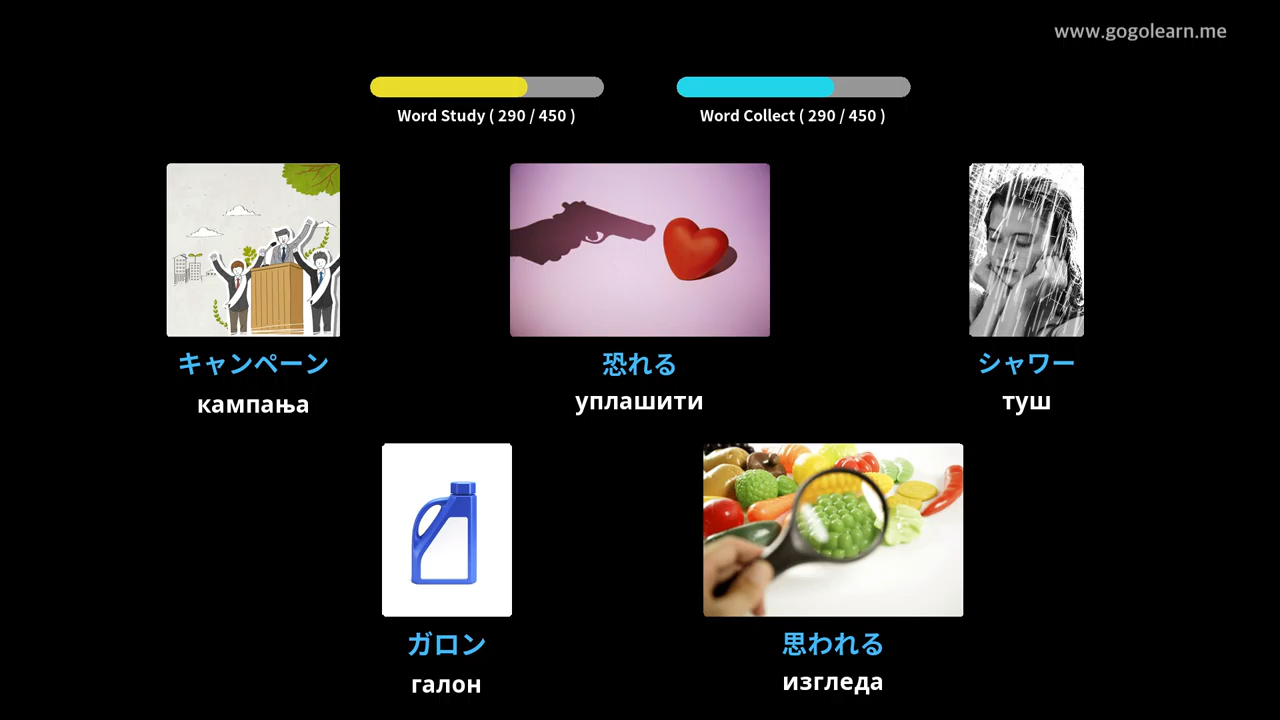 www.gogolearn.me
Word Study ( 290 / 450 )
Word Collect ( 290 / 450 )
キャンペーン
кампања
恐れる
уплашити
シャワー
туш
ガロン
галон
思われる
изгледа